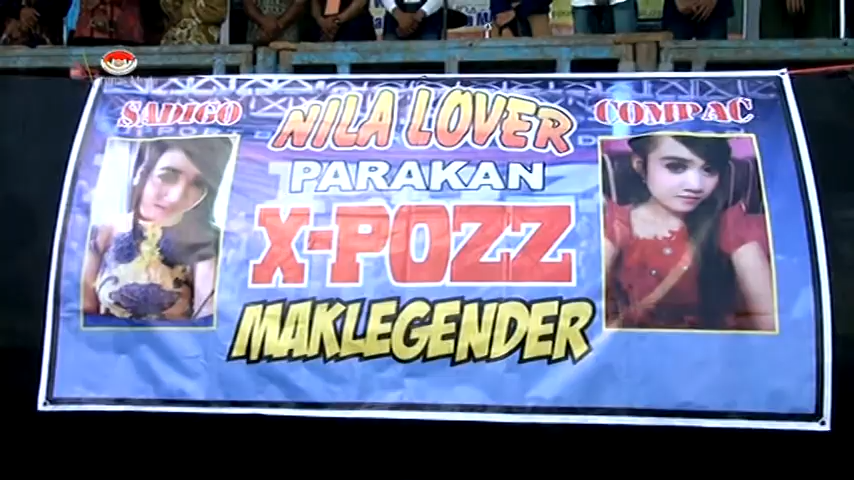 SADIGO
NILA LOVER
COMPAC
PARAKAN
X-POZZ
MAKLEGENDER